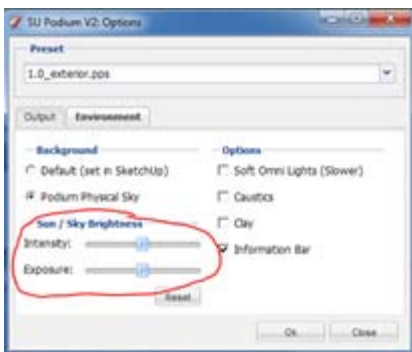 SU Podium V2: Options
Preset
1.0_exterior.pps
Output Environment
Background
Default (set in SketchUp)
Podium Physical Sky
Sun / Sky Brightness
Intensity:
Exposure:
Reset
Options
Soft Omni Lights (Slower)
Caustics
Clay
Information Bar
Ok Close